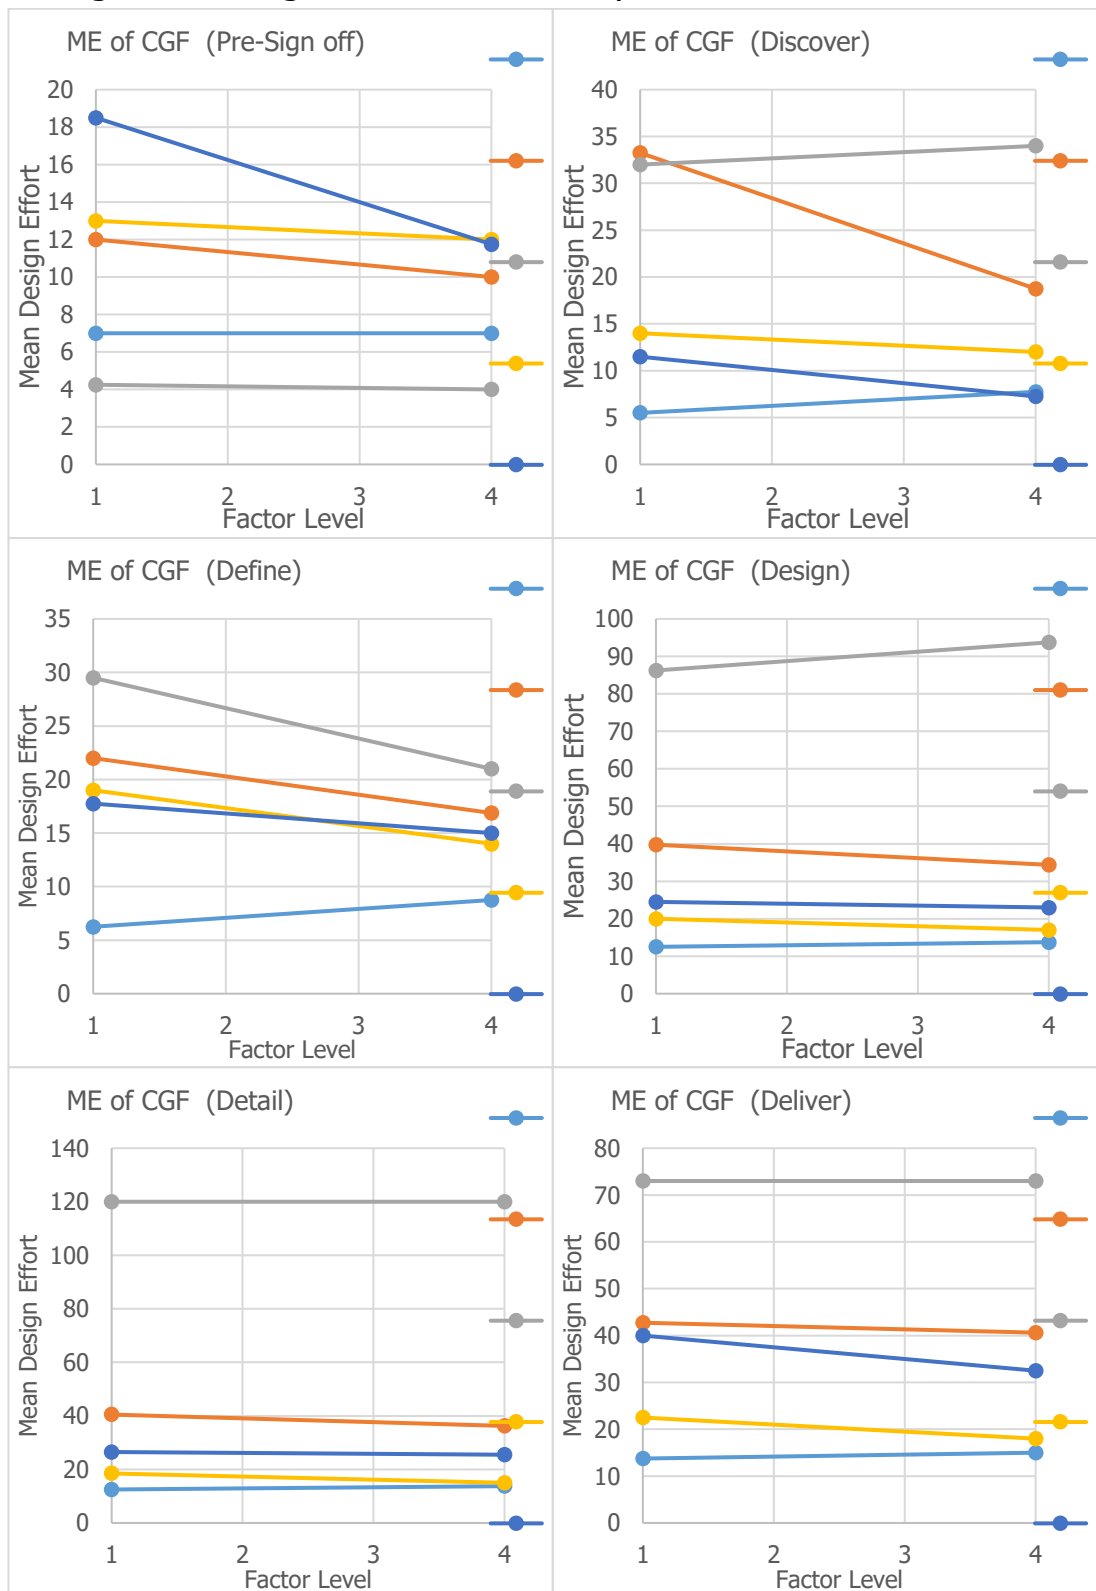 ME of CGF (Pre-Sign off)
20
18
16
14
12
10
8
6
4
2
0
Mean Design Effort
1 2 3 4
Factor Level
ME of CGF (Discover)
40
35
30
25
20
15
10
5
0
Mean Design Effort
1 2 3 4
Factor Level
ME of CGF (Define)
35
30
25
20
15
10
5
0
Mean Design Effort
1 2 3 4
Factor Level
ME of CGF (Design)
100
90
80
70
60
50
40
30
20
10
0
Mean Design Effort
1 2 3 4
Factor Level
ME of CGF (Detail)
140
120
100
80
60
40
20
0
Mean Design Effort
1 2 3 4
Factor Level
ME of CGF (Deliver)
80
70
60
50
40
30
20
10
0
Mean Design Effort
1 2 3 4
Factor Level